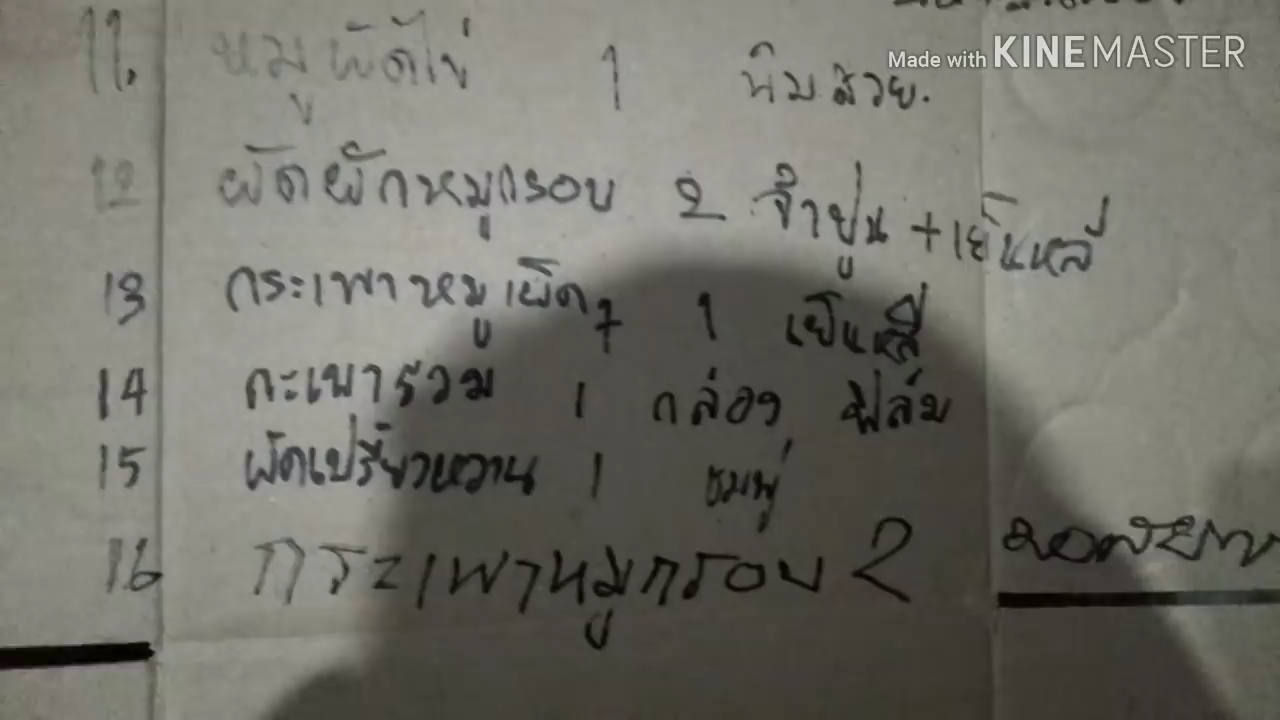 Made with KINEMASTER
11. หมูผัดไข่ 1 พิมสวย.
12 ผัดผักหมูกรอบ 2 จำปูน + เย็นหลี
13 กระเพาหมูเผ็ดๆ 1 เย็นหลี
14 กะเพารวม 1 กล่อง ฟิล์ม
15 ผัดเปรี้ยวหวาน 1 ชมพู่
16 กระเพาหมูกรอบ 2